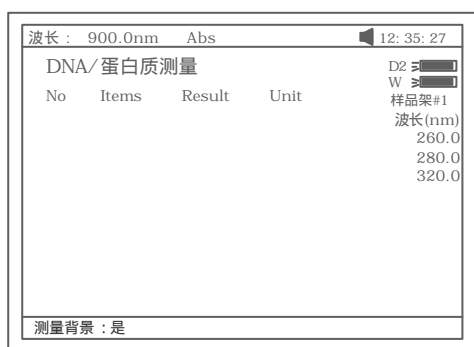 波长： 900.0nm Abs 12: 35: 27
DNA/蛋白质测量
D2
W
No Items Result Unit
样品架#1
波长(nm)
260.0
280.0
320.0
测量背景：是